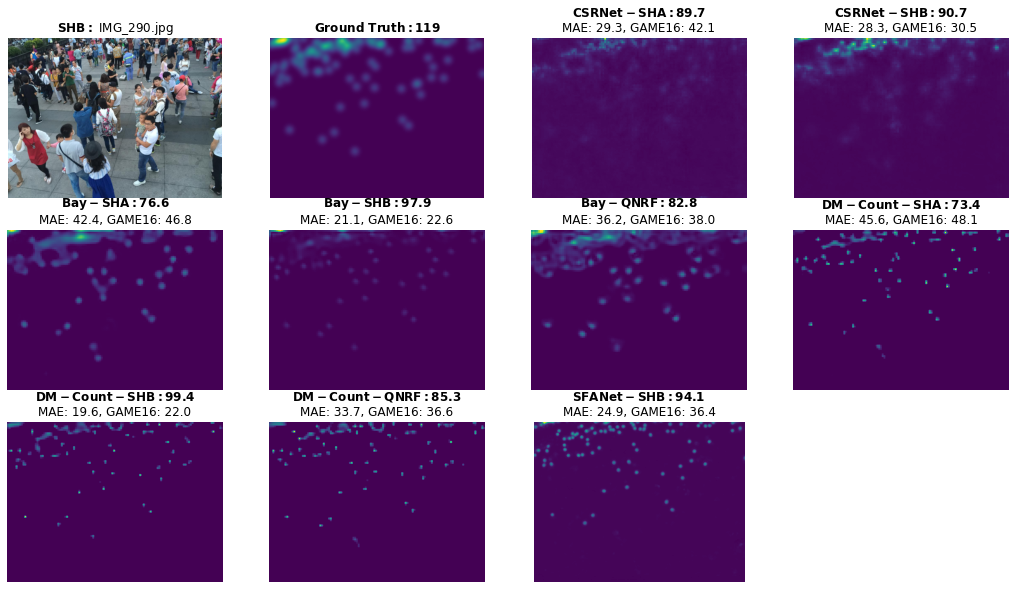 SHB: IMG_290.jpg
Ground Truth:119
CSRNet-SHA:89.7
MAE: 29.3, GAME16: 42.1
CSRNet-SHB:90.7
MAE: 28.3, GAME16: 30.5
Bay-SHA:76.6
MAE: 42.4, GAME16: 46.8
Bay-SHB:97.9
MAE: 21.1, GAME16: 22.6
Bay-QNRF:82.8
MAE: 36.2, GAME16: 38.0
DM-Count-SHA:73.4
MAE: 45.6, GAME16: 48.1
DM-Count-SHB:99.4
MAE: 19.6, GAME16: 22.0
DM-Count-QNRF:85.3
MAE: 33.7, GAME16: 36.6
SFANet-SHB:94.1
MAE: 24.9, GAME16: 36.4